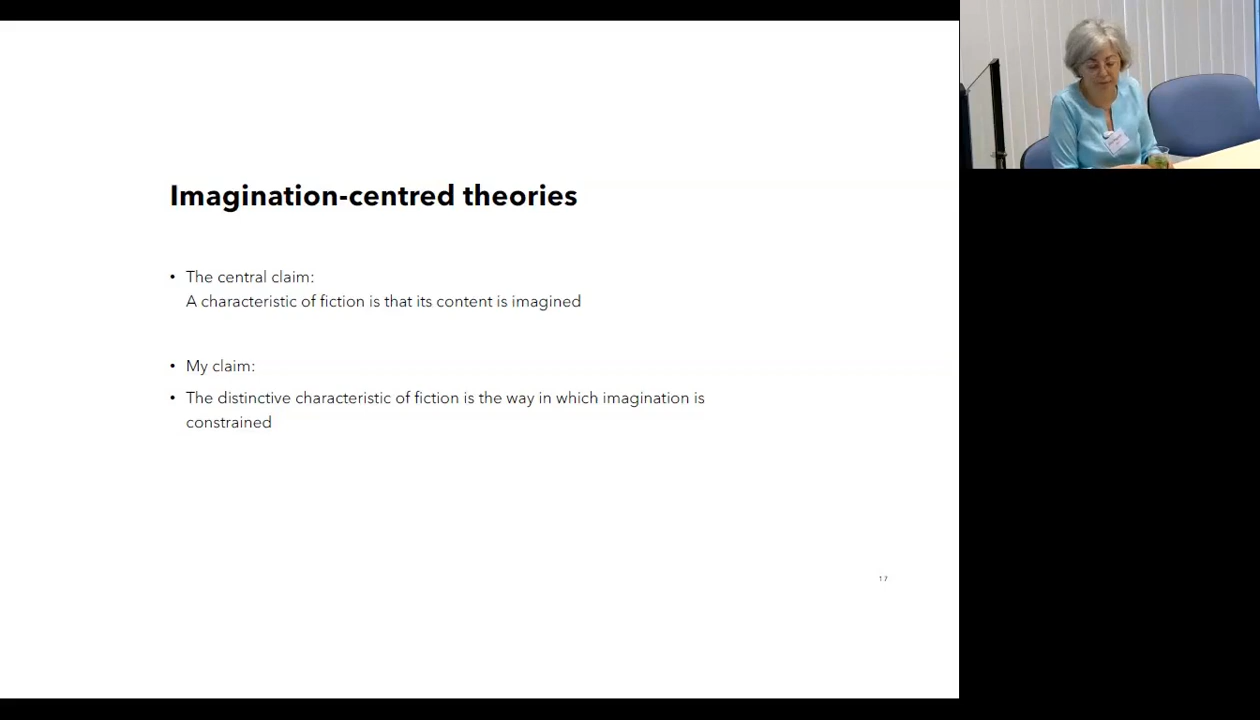 Imagination-centred theories
• The central claim:
A characteristic of fiction is that its content is imagined
• My claim:
• The distinctive characteristic of fiction is the way in which imagination is
constrained
17